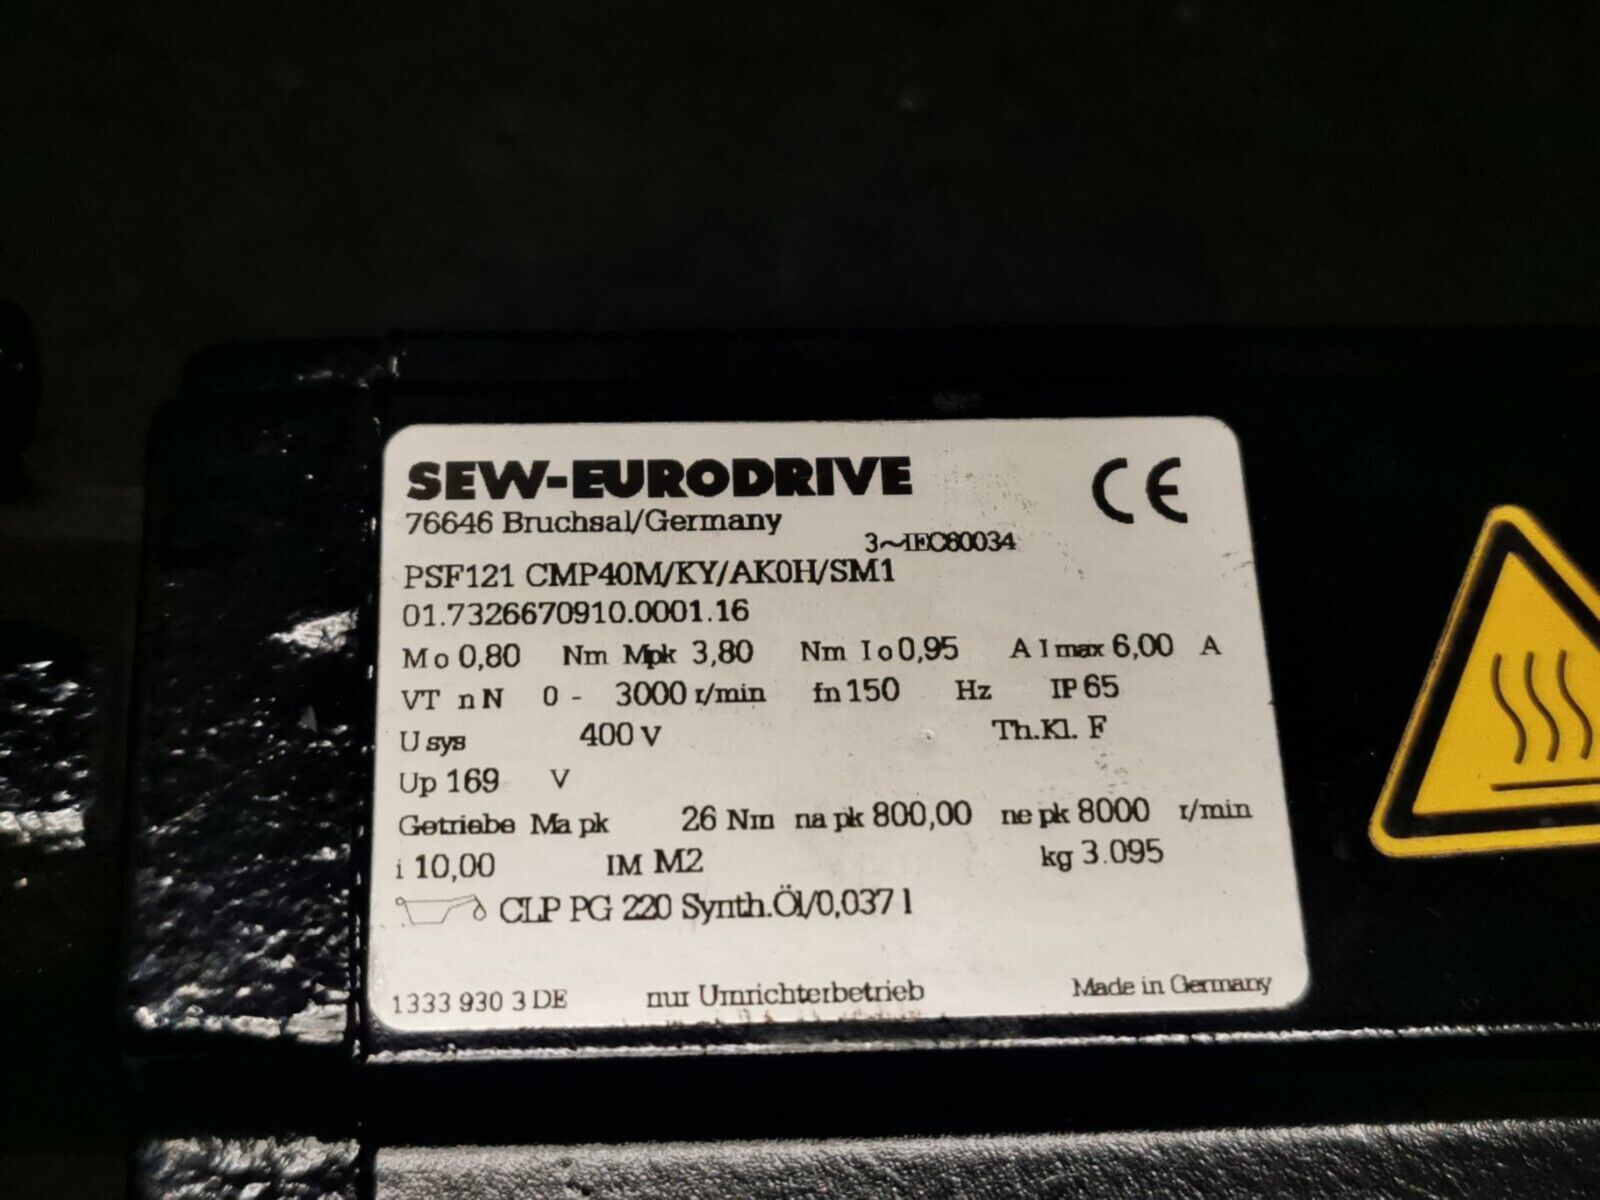 SEW-EURODRIVE CE
76646 Bruchsal/Germany
3~IEC60034
PSF121 CMP40M/KY/AK0H/SM1
01.7326670910.0001.16
Mo 0,80 Nm Mpk 3,80 Nm Io 0,95 A Imax 6,00 A
VT nN 0 - 3000 r/min fn 150 Hz IP 65
Usys 400 V Th.Kl. F
Up 169 V
Getriebe Ma pk 26 Nm na pk 800,00 ne pk 8000 r/min
i 10,00 IM M2 kg 3.095
CLP PG 220 Synth.Öl/0,037 l
1333 930 3 DE nur Umrichterbetrieb Made in Germany